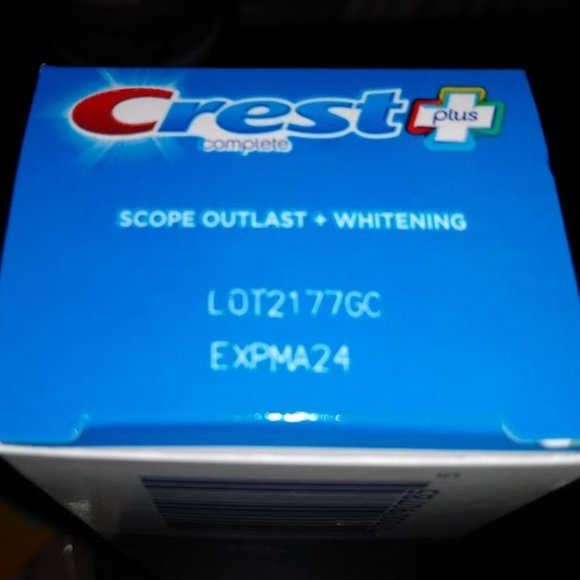 Crest plus
complete
SCOPE OUTLAST + WHITENING
LOT2177GC
EXPMA24